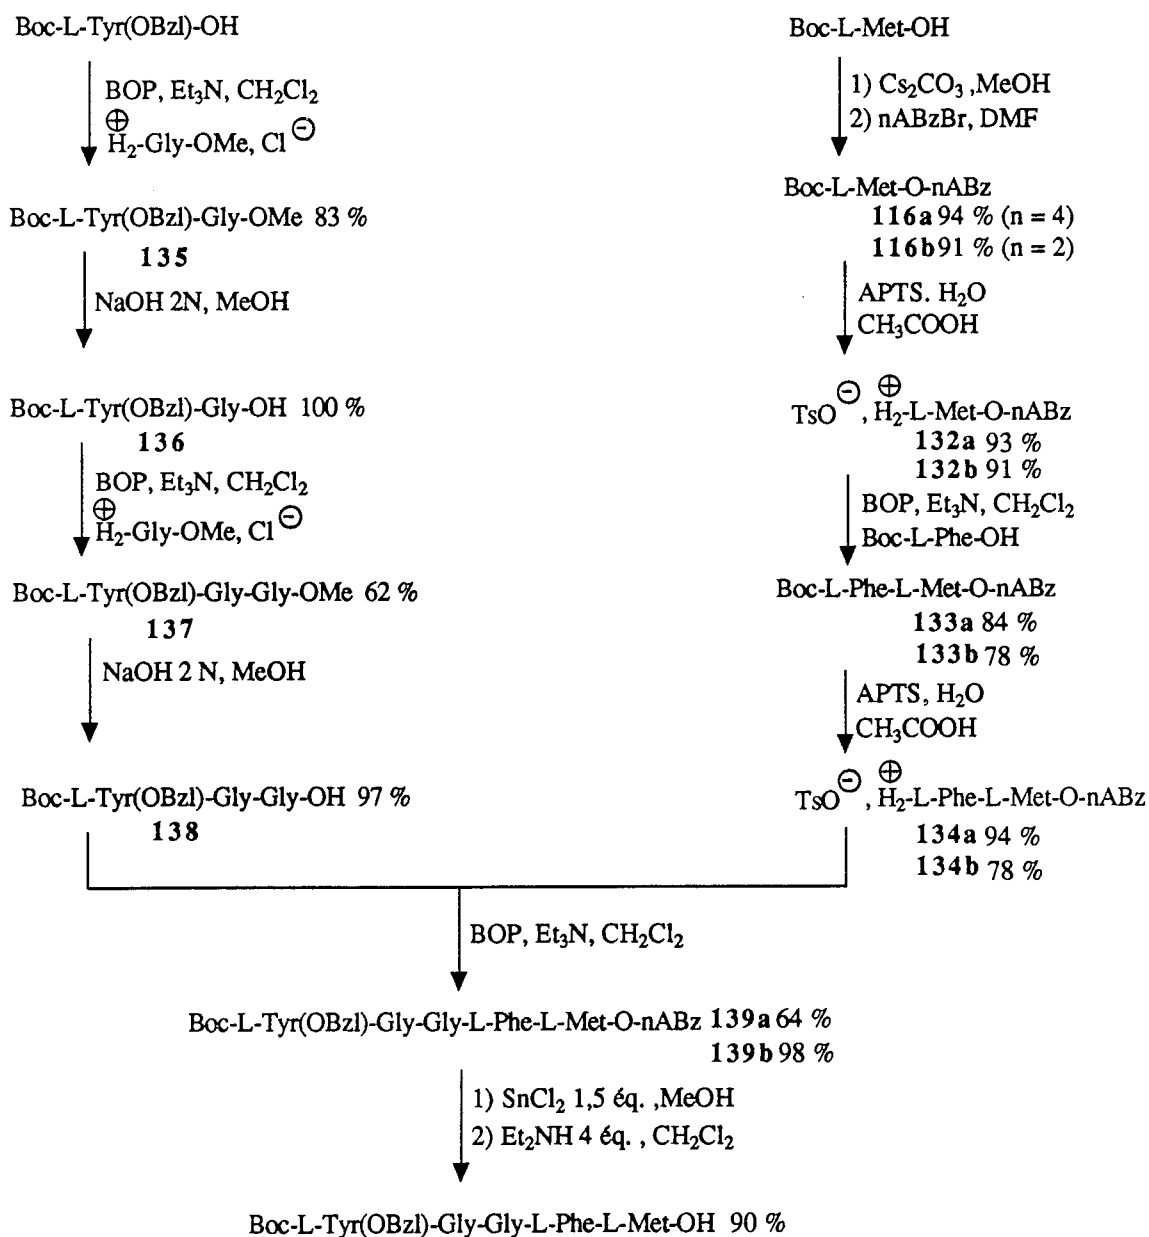 Boc-L-Tyr(OBzl)-OH
BOP, Et₃N, CH₂Cl₂
⊕
H₂-Gly-OMe, Cl ⊖
Boc-L-Tyr(OBzl)-Gly-OMe 83 %
135
NaOH 2N, MeOH
Boc-L-Tyr(OBzl)-Gly-OH 100 %
136
BOP, Et₃N, CH₂Cl₂
⊕
H₂-Gly-OMe, Cl ⊖
Boc-L-Tyr(OBzl)-Gly-Gly-OMe 62 %
137
NaOH 2 N, MeOH
Boc-L-Tyr(OBzl)-Gly-Gly-OH 97 %
138
Boc-L-Met-OH
1) Cs₂CO₃ ,MeOH
2) nABzBr, DMF
Boc-L-Met-O-nABz
116a 94 % (n = 4)
116b 91 % (n = 2)
APTS. H₂O
CH₃COOH
⊖ ⊕
TsO , H₂-L-Met-O-nABz
132a 93 %
132b 91 %
BOP, Et₃N, CH₂Cl₂
Boc-L-Phe-OH
Boc-L-Phe-L-Met-O-nABz
133a 84 %
133b 78 %
APTS, H₂O
CH₃COOH
⊖ ⊕
TsO , H₂-L-Phe-L-Met-O-nABz
134a 94 %
134b 78 %
BOP, Et₃N, CH₂Cl₂
Boc-L-Tyr(OBzl)-Gly-Gly-L-Phe-L-Met-O-nABz 139a 64 %
139b 98 %
1) SnCl₂ 1,5 éq. ,MeOH
2) Et₂NH 4 éq. , CH₂Cl₂
Boc-L-Tyr(OBzl)-Gly-Gly-L-Phe-L-Met-OH 90 %